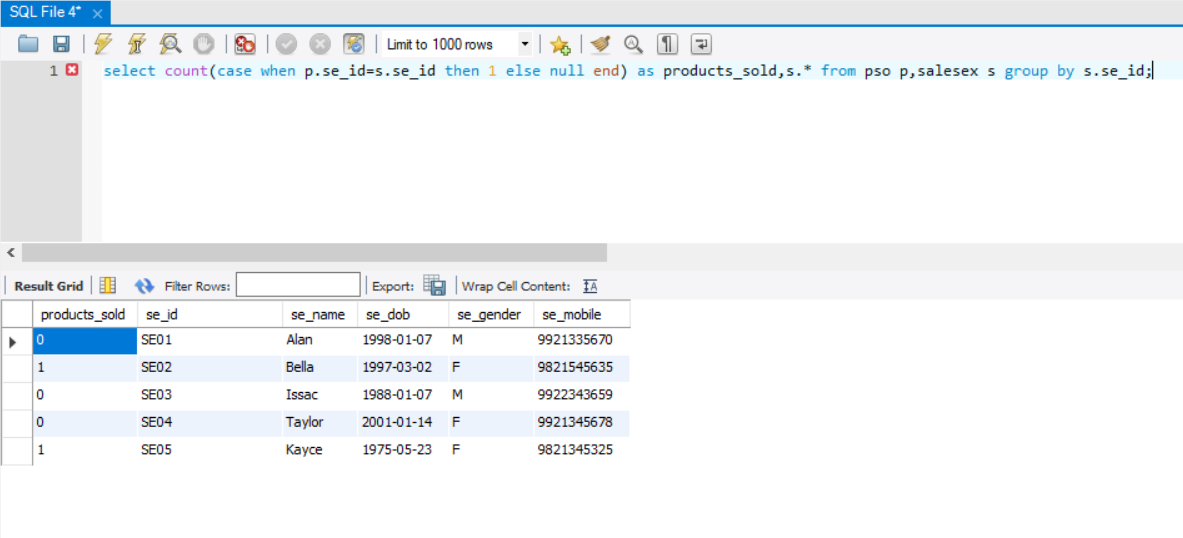 SQL File 4*
Limit to 1000 rows
1 select count(case when p.se_id=s.se_id then 1 else null end) as products_sold,s.* from pso p,salesex s group by s.se_id;
Result Grid Filter Rows: Export: Wrap Cell Content:
products_sold se_id se_name se_dob se_gender se_mobile
0 SE01 Alan 1998-01-07 M 9921335670
1 SE02 Bella 1997-03-02 F 9821545635
0 SE03 Issac 1988-01-07 M 9922343659
0 SE04 Taylor 2001-01-14 F 9921345678
1 SE05 Kayce 1975-05-23 F 9821345325